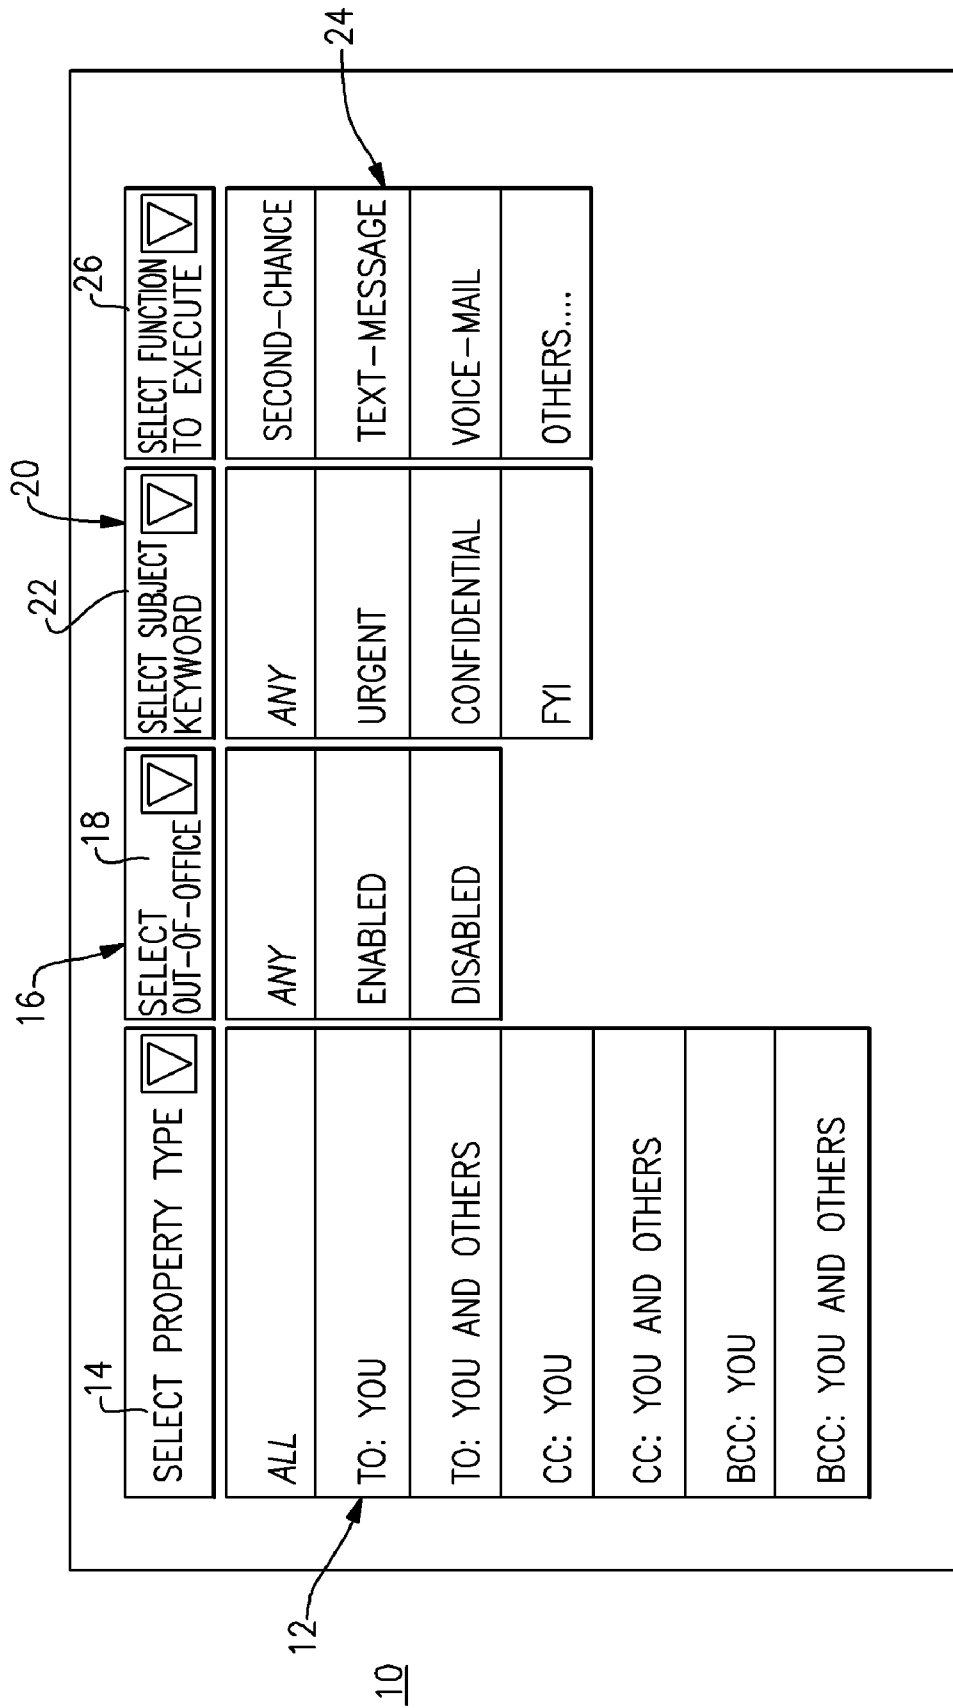 10
12
14
16
18
20
22
24
26
SELECT PROPERTY TYPE
ALL
TO: YOU
TO: YOU AND OTHERS
CC: YOU
CC: YOU AND OTHERS
BCC: YOU
BCC: YOU AND OTHERS
SELECT
OUT-OF-OFFICE
ANY
ENABLED
DISABLED
SELECT SUBJECT
KEYWORD
ANY
URGENT
CONFIDENTIAL
FYI
SELECT FUNCTION
TO EXECUTE
SECOND-CHANCE
TEXT-MESSAGE
VOICE-MAIL
OTHERS....